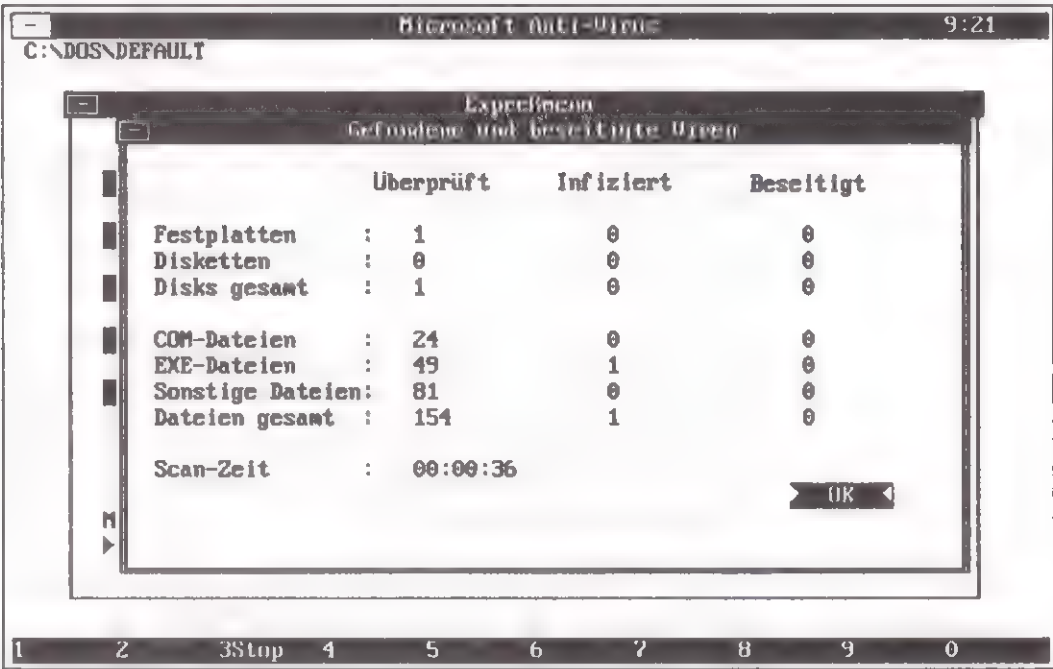 Microsoft Anti-Virus 9:21
C:\DOS\DEFAULT
Gefundene und beseitigte Viren
Überprüft Infiziert Beseitigt
Festplatten : 1 0 0
Disketten : 0 0 0
Disks gesamt : 1 0 0
COM-Dateien : 24 0 0
EXE-Dateien : 49 1 0
Sonstige Dateien: 81 0 0
Dateien gesamt : 154 1 0
Scan-Zeit : 00:00:36
OK
M
1 2 3Stop 4 5 6 7 8 9 0